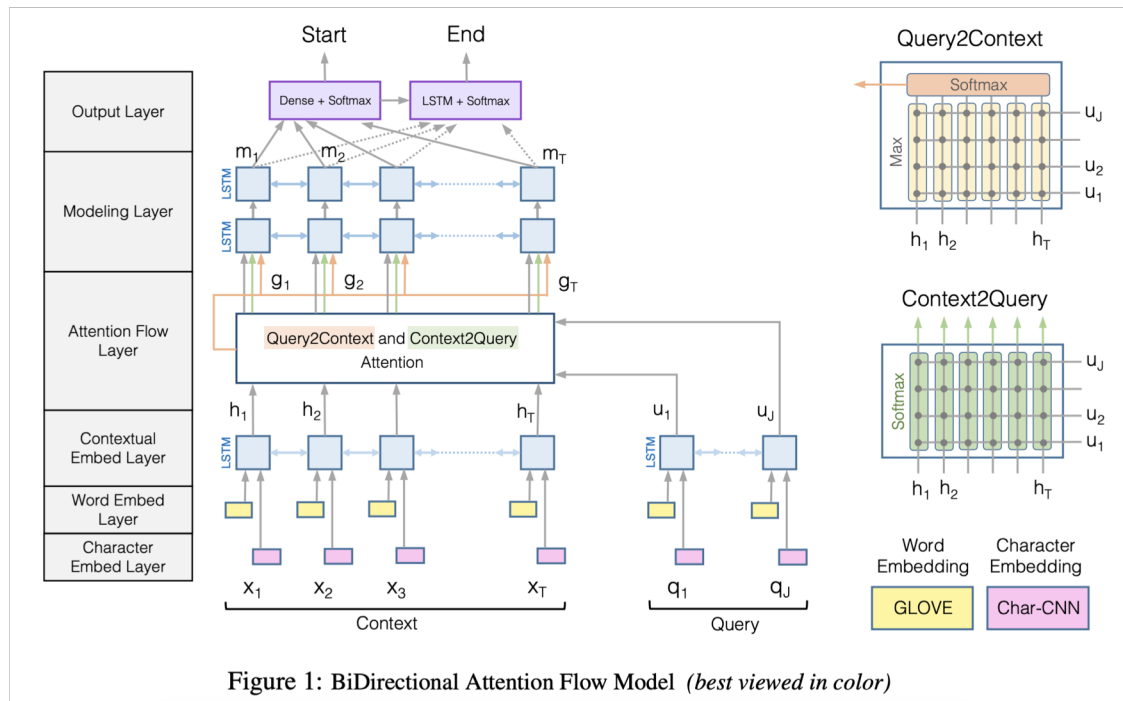 Start
End
Output Layer
Dense + Softmax
LSTM + Softmax
m1
m2
mT
LSTM
Modeling Layer
LSTM
g1
g2
gT
Attention Flow
Layer
Query2Context and Context2Query
Attention
h1
h2
hT
u1
uJ
Contextual
Embed Layer
LSTM
LSTM
Word Embed
Layer
Character
Embed Layer
x1
x2
x3
xT
q1
qJ
Context
Query
Query2Context
Softmax
Max
uJ
u2
u1
h1
h2
hT
Context2Query
Softmax
uJ
u2
u1
h1
h2
hT
Word
Embedding
GLOVE
Character
Embedding
Char-CNN
Figure 1: BiDirectional Attention Flow Model (best viewed in color)